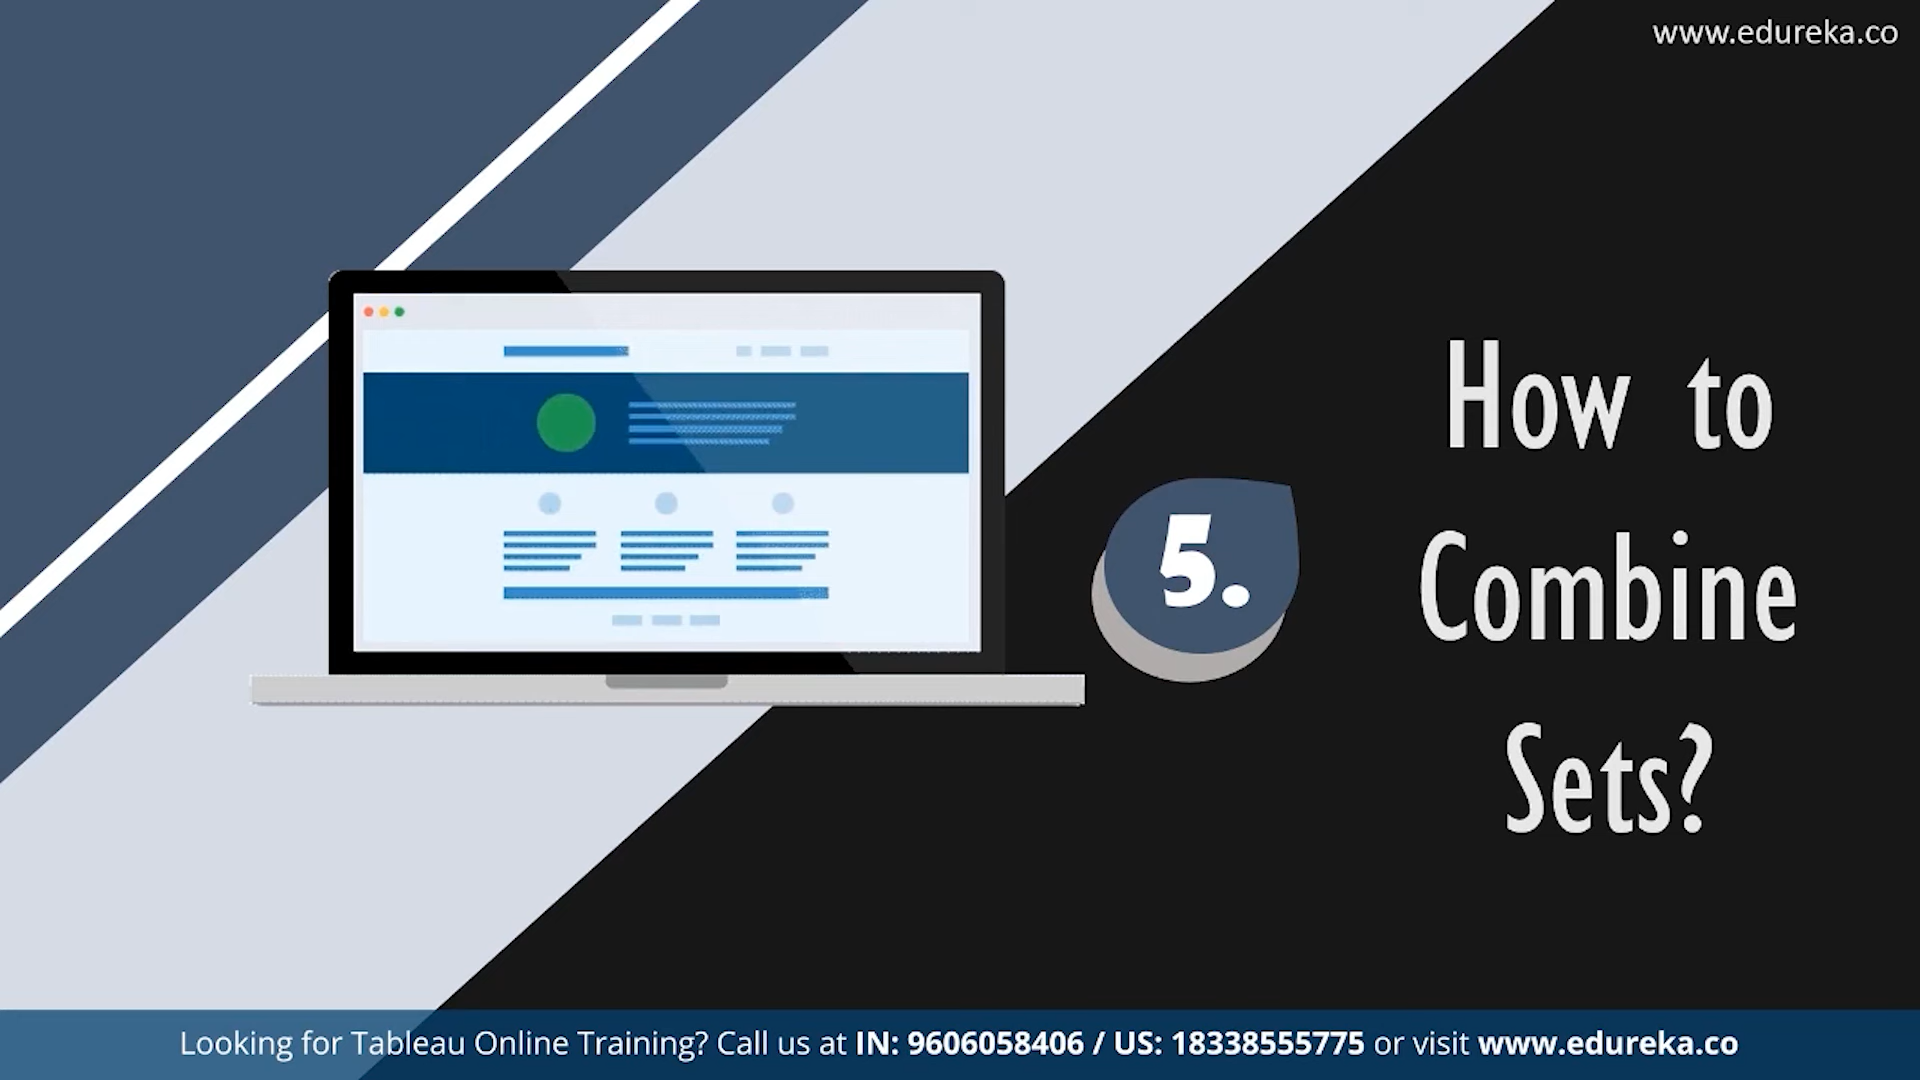 www.edureka.co
5.
How to
Combine
Sets?
Looking for Tableau Online Training? Call us at IN: 9606058406 / US: 18338555775 or visit www.edureka.co